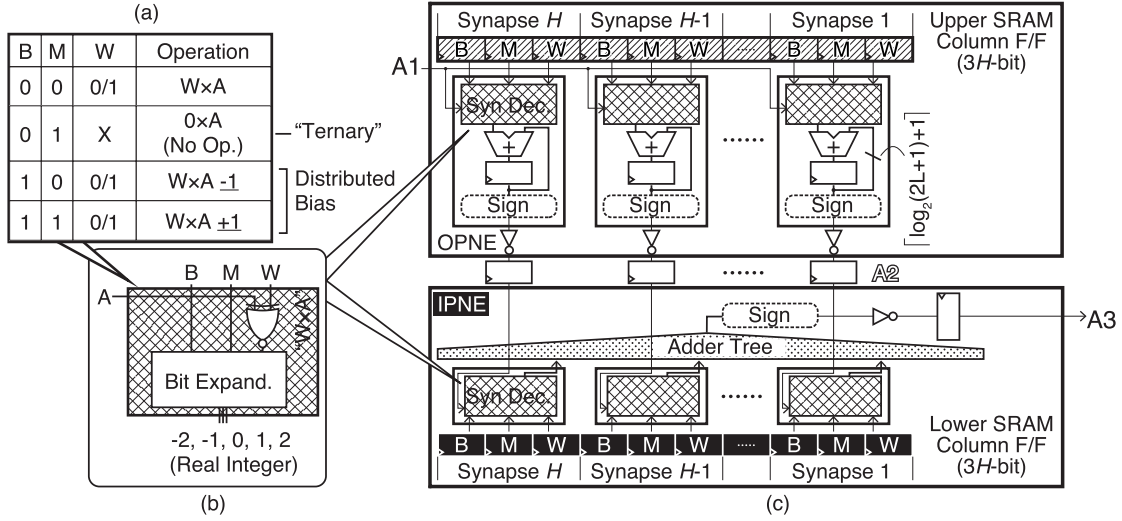 (a)
B M W Operation
0 0 0/1 W×A
0 1 X 0×A
(No Op.)
"Ternary"
1 0 0/1 W×A -1
1 1 0/1 W×A +1
Distributed
Bias
B M W
A
"W×A"
Bit Expand.
-2, -1, 0, 1, 2
(Real Integer)
(b)
Synapse H Synapse H-1 Synapse 1
Upper SRAM
Column F/F
(3H-bit)
B M W B M W ····· B M W
A1
Syn Dec.
+ + ······ +
⌈log₂(2L+1)+1⌉
Sign Sign Sign
OPNE
······ A2
IPNE
Sign
A3
Adder Tree
Syn Dec. ······
Lower SRAM
Column F/F
(3H-bit)
B M W B M W ····· B M W
Synapse H Synapse H-1 Synapse 1
(c)